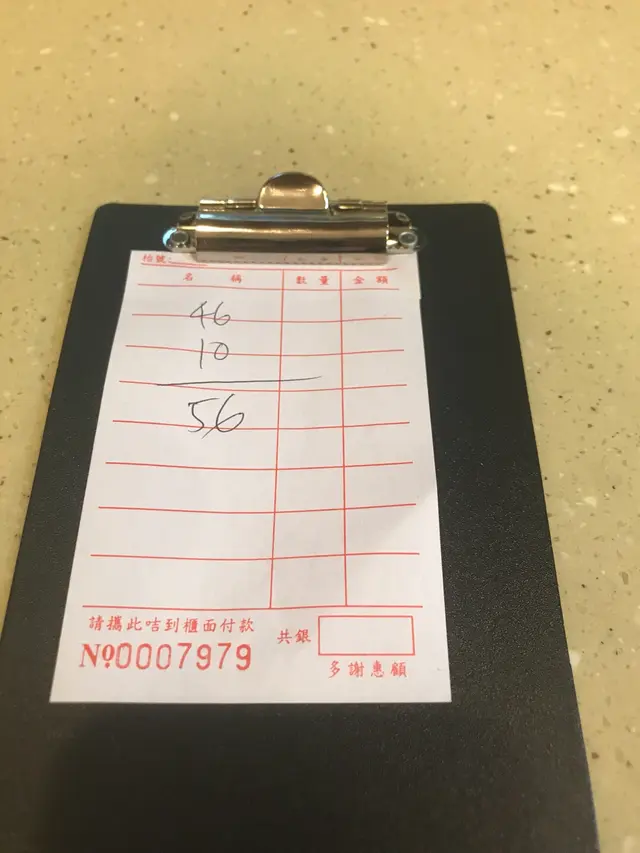 枱號:
名稱 數量 金額
46
10
56
請攜此咭到櫃面付款 共銀
№0007979 多謝惠顧